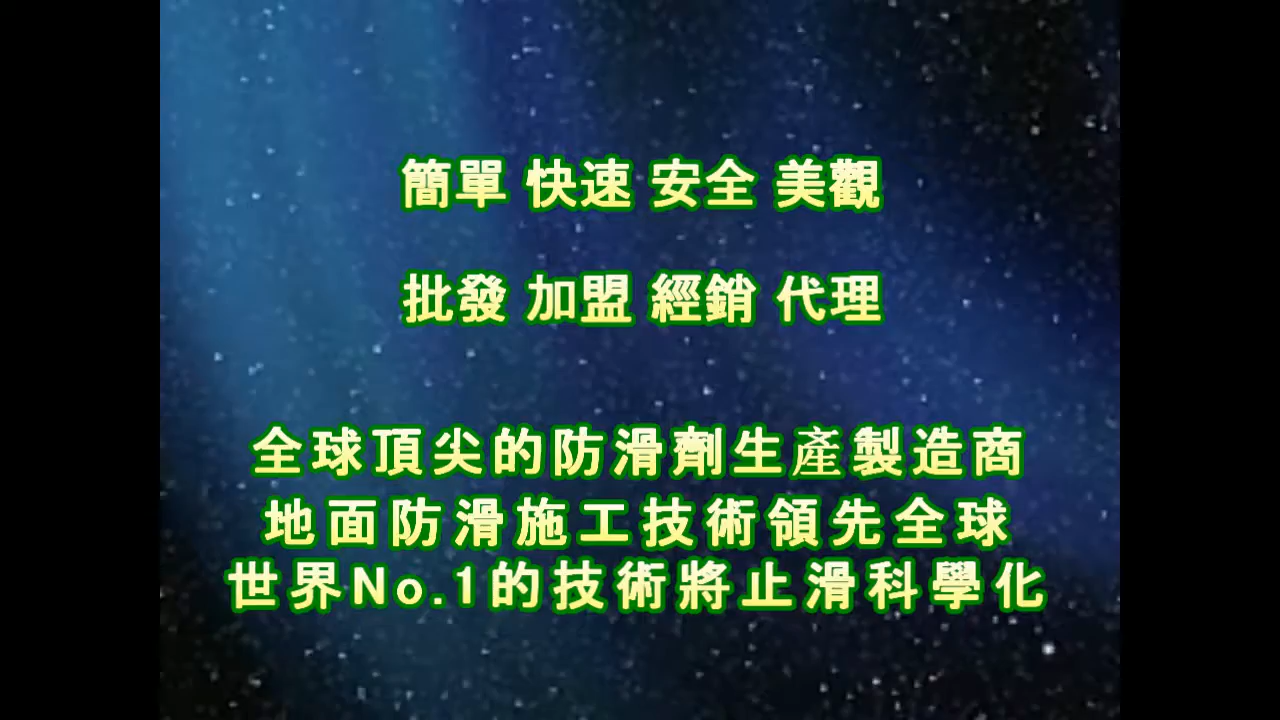 簡單 快速 安全 美觀
批發 加盟 經銷 代理
全球頂尖的防滑劑生產製造商
地面防滑施工技術領先全球
世界No.1的技術將止滑科學化